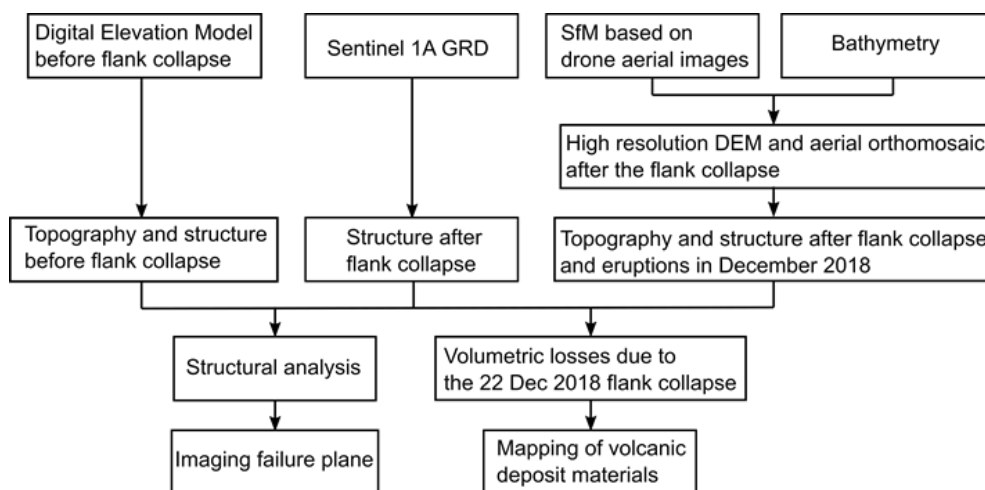 Digital Elevation Model
before flank collapse
Sentinel 1A GRD
SfM based on
drone aerial images
Bathymetry
High resolution DEM and aerial orthomosaic
after the flank collapse
Topography and structure
before flank collapse
Structure after
flank collapse
Topography and structure after flank collapse
and eruptions in December 2018
Structural analysis
Volumetric losses due to
the 22 Dec 2018 flank collapse
Imaging failure plane
Mapping of volcanic
deposit materials